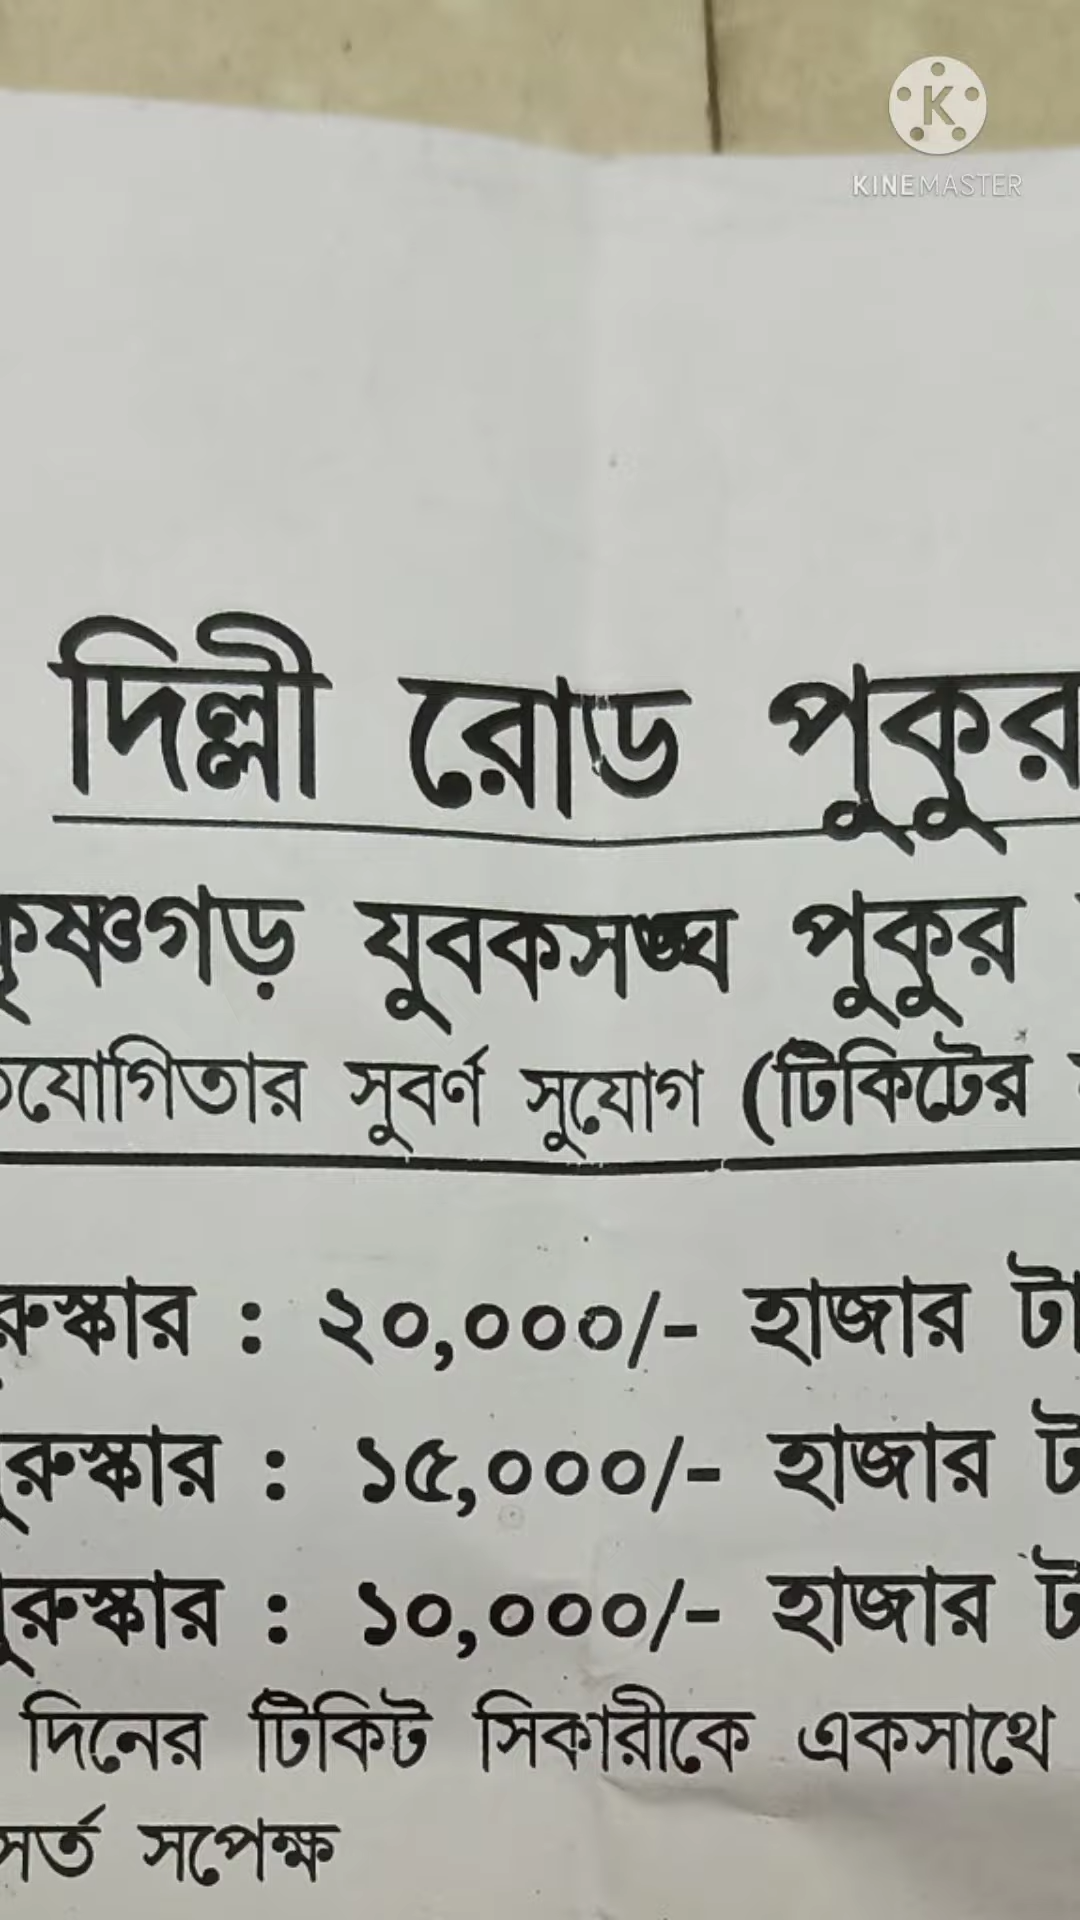 KINEMASTER
দিল্লী রোড পুকুর
কৃষ্ণগড় যুবকসঙ্ঘ পুকুর
যোগিতার সুবর্ণ সুযোগ (টিকিটের
রুস্কার : ২০,০০০/- হাজার টা
রুস্কার : ১৫,০০০/- হাজার ট
রুস্কার : ১০,০০০/- হাজার ট
দিনের টিকিট সিকারীকে একসাথে
সর্ত সপেক্ষ